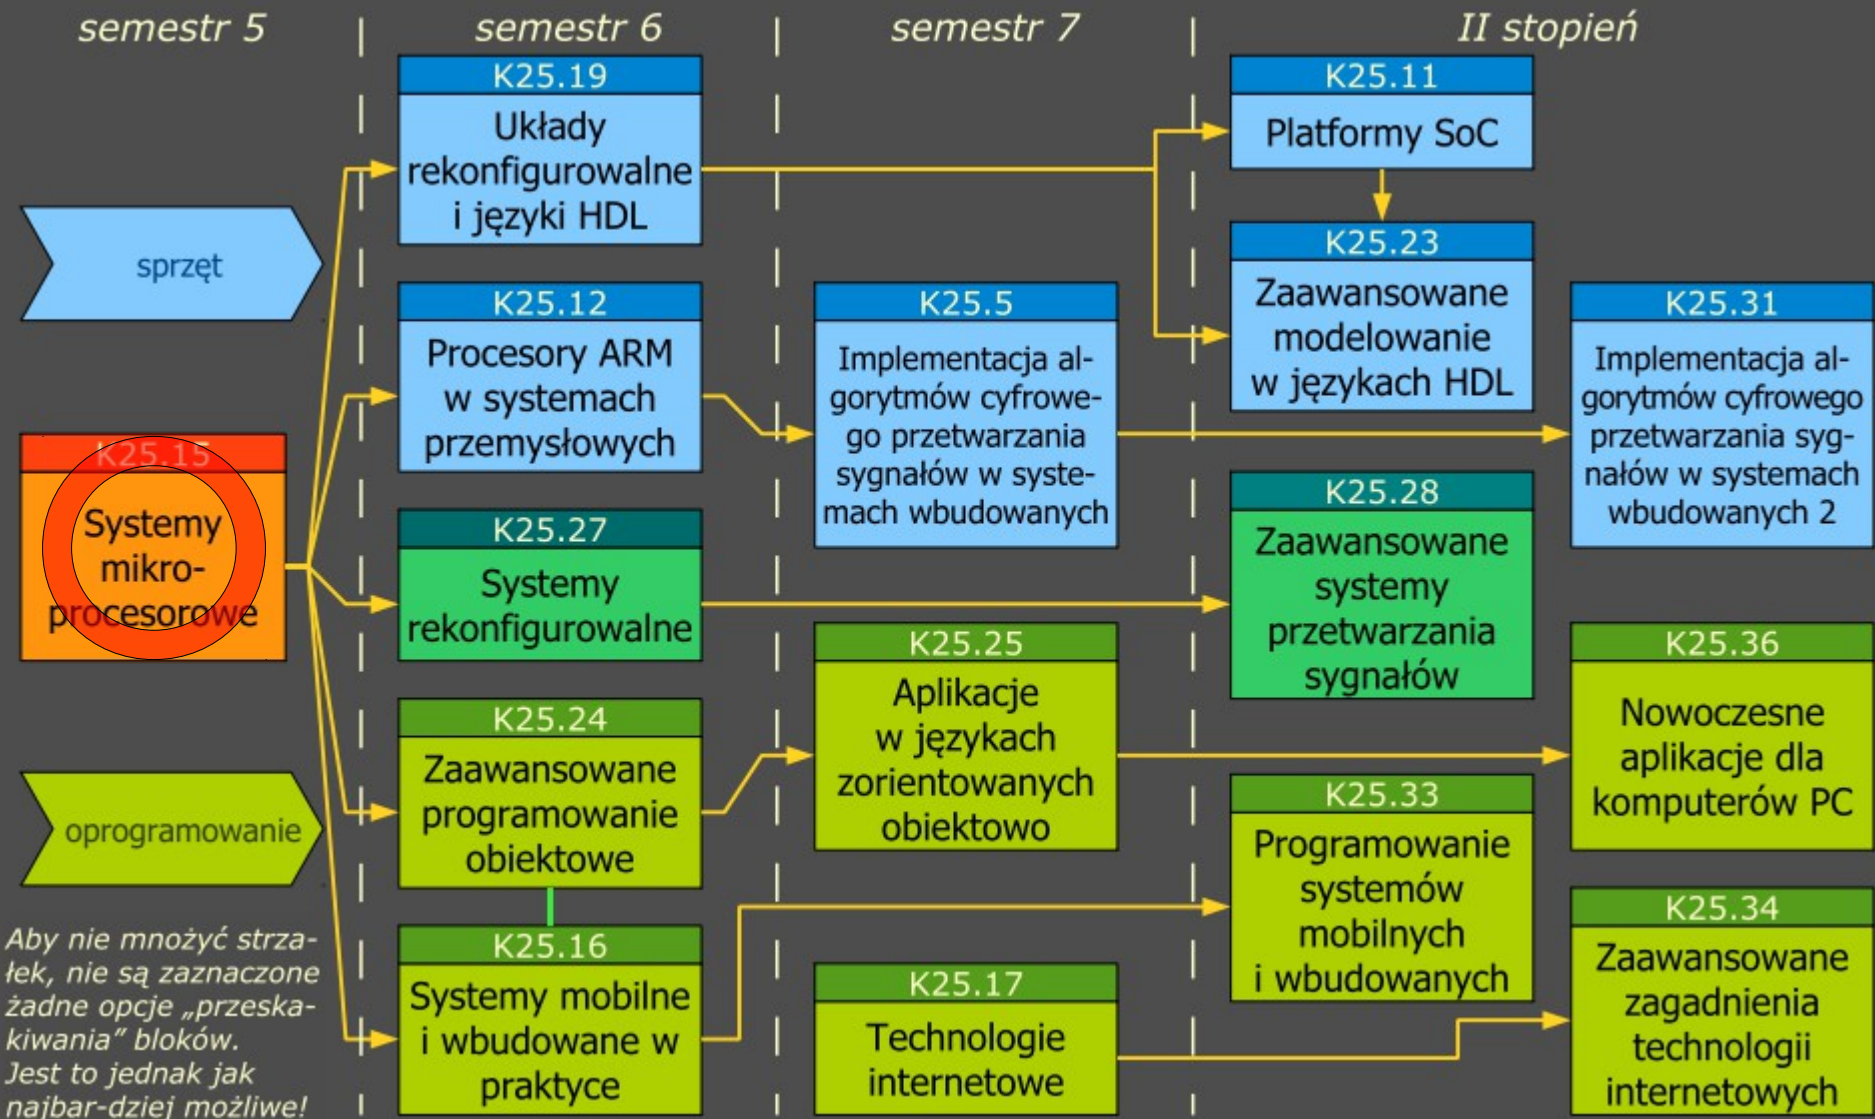 semestr 5
semestr 6
semestr 7
II stopień
sprzęt
K25.15
Systemy
mikro-
procesorowe
oprogramowanie
Aby nie mnożyć strza-
łek, nie są zaznaczone
żadne opcje „przeska-
kiwania” bloków.
Jest to jednak jak
najbar-dziej możliwe!
K25.19
Układy
rekonfigurowalne
i języki HDL
K25.12
Procesory ARM
w systemach
przemysłowych
K25.27
Systemy
rekonfigurowalne
K25.24
Zaawansowane
programowanie
obiektowe
K25.16
Systemy mobilne
i wbudowane w
praktyce
K25.5
Implementacja al-
gorytmów cyfrowe-
go przetwarzania
sygnałów w syste-
mach wbudowanych
K25.25
Aplikacje
w językach
zorientowanych
obiektowo
K25.17
Technologie
internetowe
K25.11
Platformy SoC
K25.23
Zaawansowane
modelowanie
w językach HDL
K25.28
Zaawansowane
systemy
przetwarzania
sygnałów
K25.33
Programowanie
systemów
mobilnych
i wbudowanych
K25.31
Implementacja al-
gorytmów cyfrowego
przetwarzania syg-
nałów w systemach
wbudowanych 2
K25.36
Nowoczesne
aplikacje dla
komputerów PC
K25.34
Zaawansowane
zagadnienia
technologii
internetowych